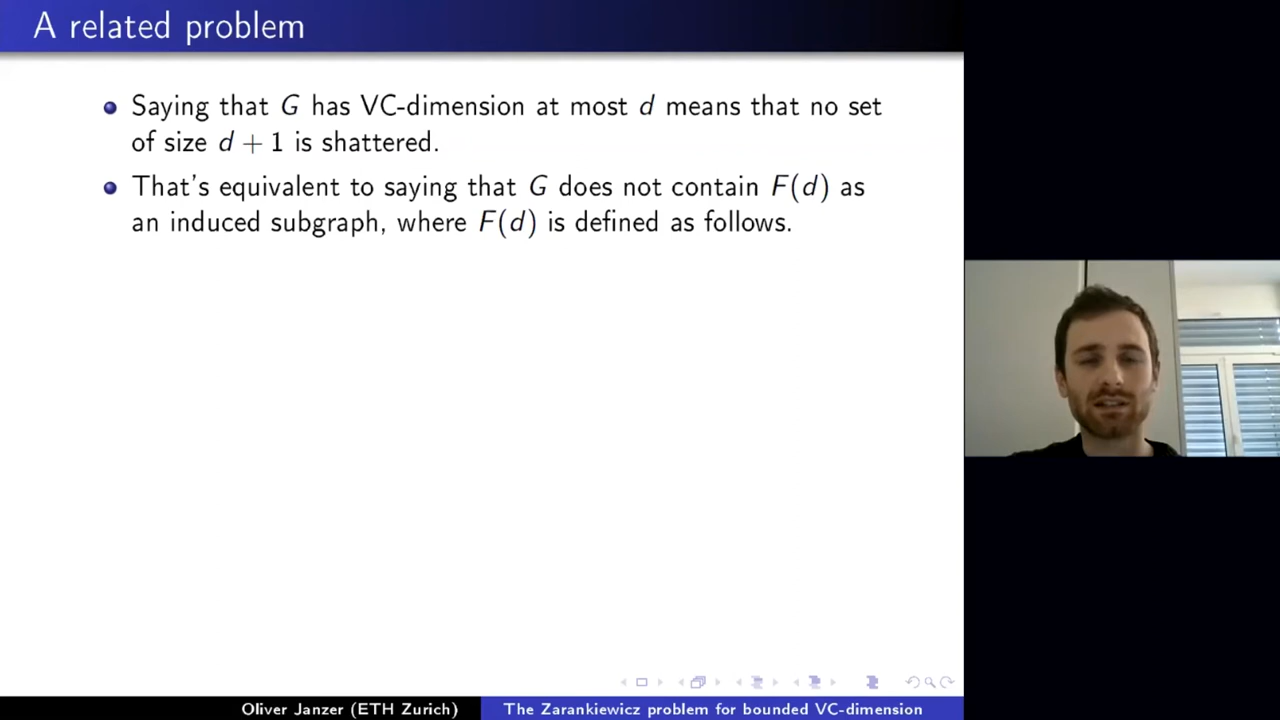 A related problem
Saying that G has VC-dimension at most d means that no set
of size d + 1 is shattered.
That's equivalent to saying that G does not contain F(d) as
an induced subgraph, where F(d) is defined as follows.
Oliver Janzer (ETH Zurich)
The Zarankiewicz problem for bounded VC-dimension